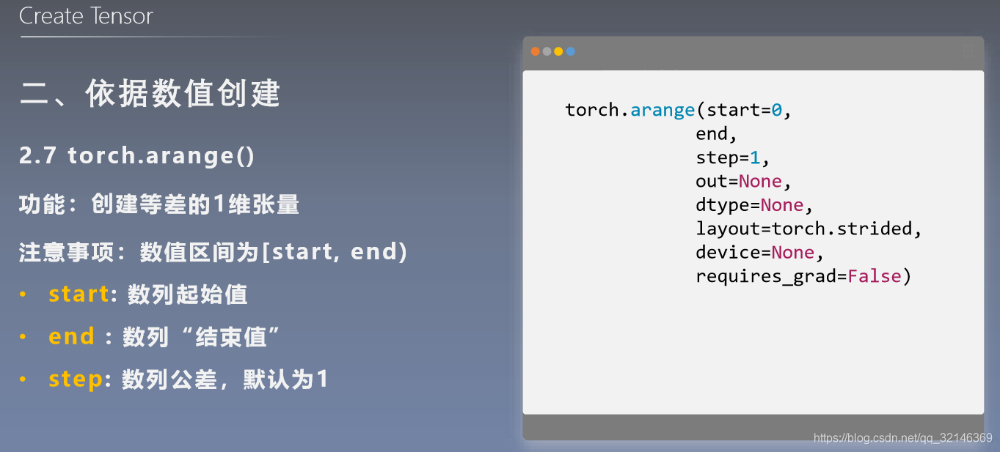 Create Tensor
二、依据数值创建
2.7 torch.arange()
功能：创建等差的1维张量
注意事项：数值区间为[start, end)
• start: 数列起始值
• end : 数列“结束值”
• step: 数列公差，默认为1
torch.arange(start=0,
end,
step=1,
out=None,
dtype=None,
layout=torch.strided,
device=None,
requires_grad=False)
https://blog.csdn.net/qq_32146369